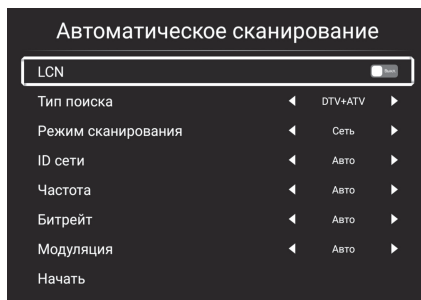 Автоматическое сканирование
LCN
Тип поиска DTV+ATV
Режим сканирования Сеть
ID сети Авто
Частота Авто
Битрейт Авто
Модуляция Авто
Начать